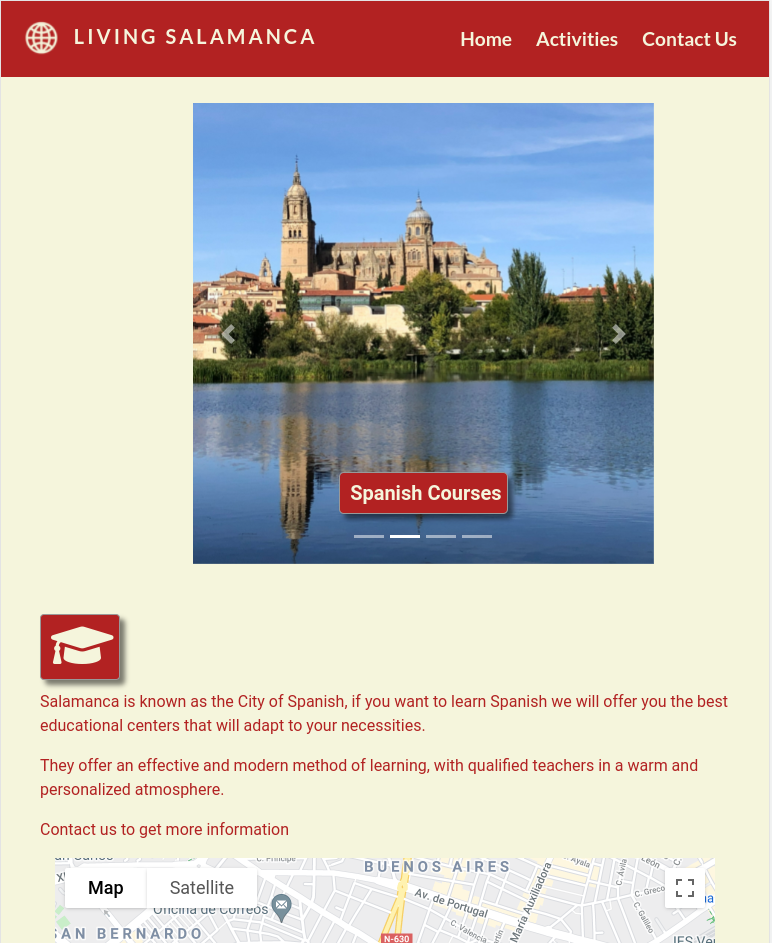 LIVING SALAMANCA
Home Activities Contact Us
Spanish Courses
Salamanca is known as the City of Spanish, if you want to learn Spanish we will offer you the best
educational centers that will adapt to your necessities.
They offer an effective and modern method of learning, with qualified teachers in a warm and
personalized atmosphere.
Contact us to get more information
C. Príncipe
BUENOS AIRES
Ayala
León
C. Ávila
Map Satellite
C. Greco
Av. de Portugal
María Auxiliadora
C. Galileo
Oficina de Correos
C. Valencia
SAN BERNARDO
N-630